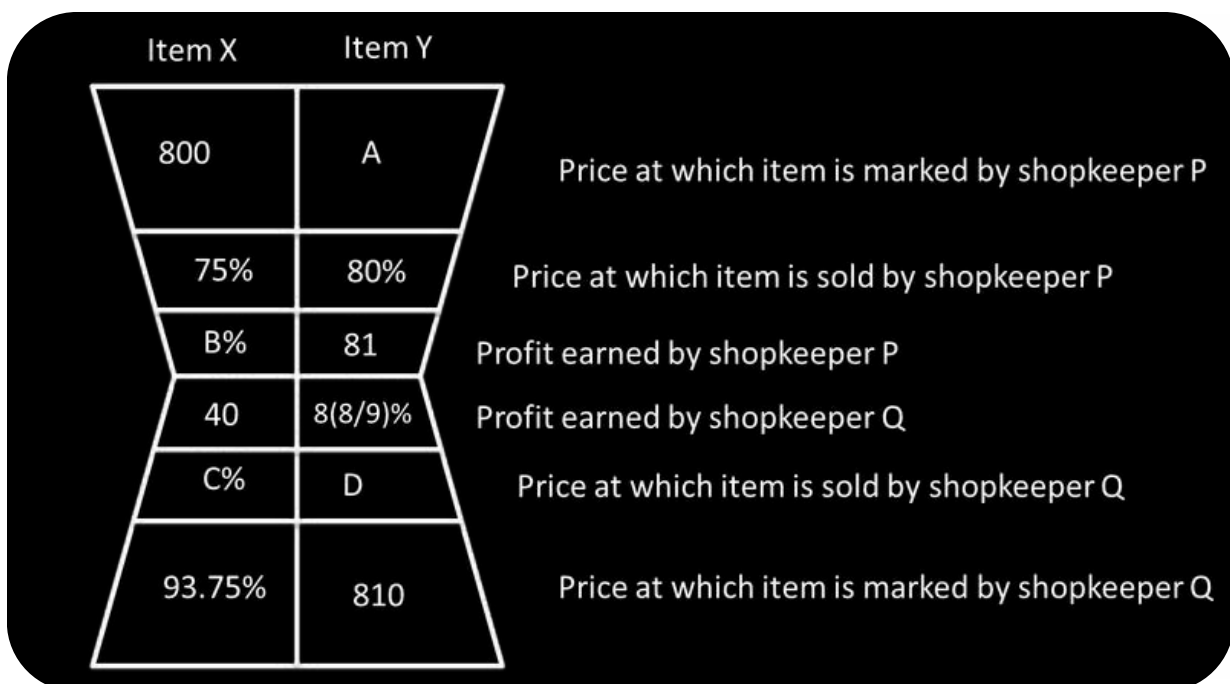 Item X Item Y
800 A Price at which item is marked by shopkeeper P
75% 80% Price at which item is sold by shopkeeper P
B% 81 Profit earned by shopkeeper P
40 8(8/9)% Profit earned by shopkeeper Q
C% D Price at which item is sold by shopkeeper Q
93.75% 810 Price at which item is marked by shopkeeper Q